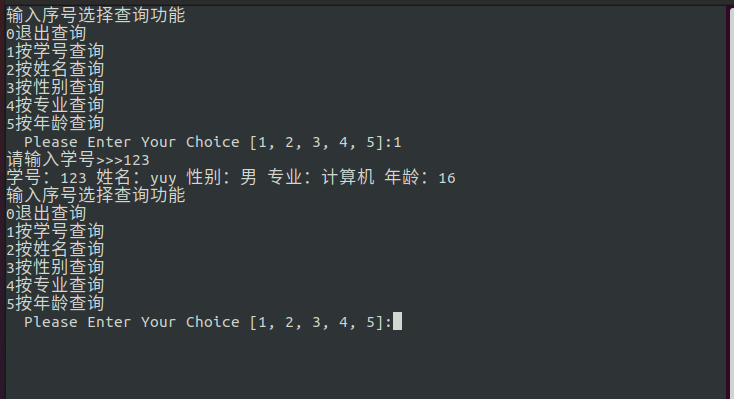 输入序号选择查询功能
0退出查询
1按学号查询
2按姓名查询
3按性别查询
4按专业查询
5按年龄查询
Please Enter Your Choice [1, 2, 3, 4, 5]:1
请输入学号>>>123
学号: 123 姓名: yuy 性别: 男 专业: 计算机 年龄: 16
输入序号选择查询功能
0退出查询
1按学号查询
2按姓名查询
3按性别查询
4按专业查询
5按年龄查询
Please Enter Your Choice [1, 2, 3, 4, 5]: